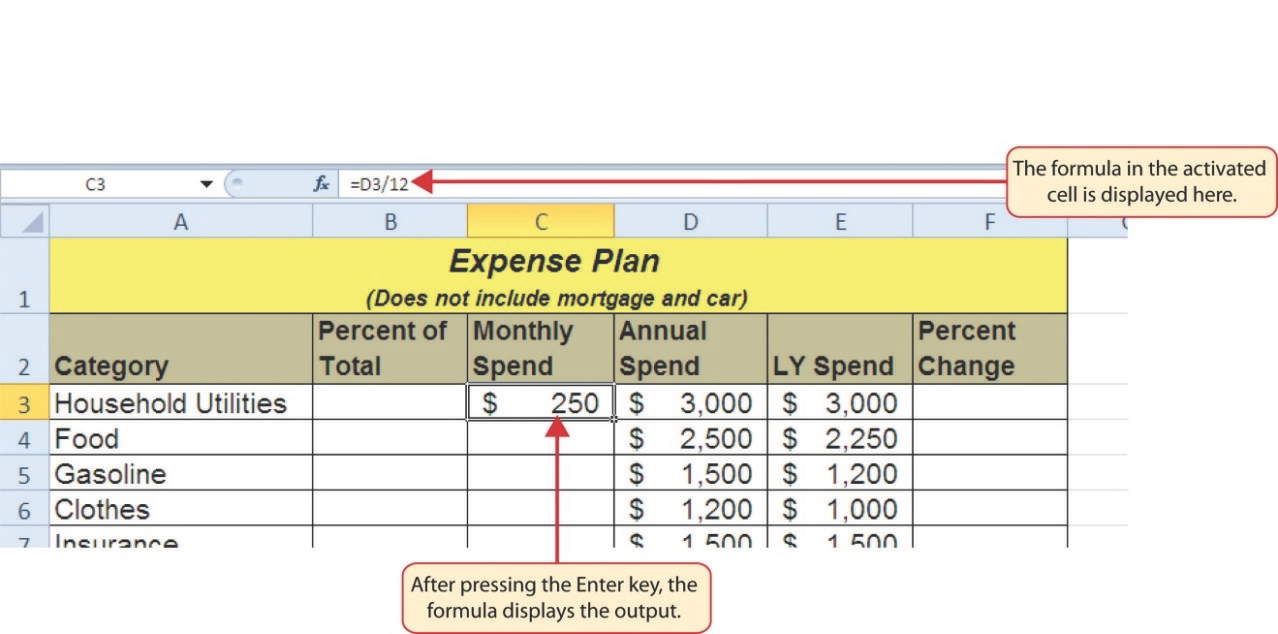 The formula in the activated
cell is displayed here.
C3 fx =D3/12
A B C D E F
Expense Plan
1 (Does not include mortgage and car)
Percent of Monthly Annual Percent
2 Category Total Spend Spend LY Spend Change
3 Household Utilities $ 250 $ 3,000 $ 3,000
4 Food $ 2,500 $ 2,250
5 Gasoline $ 1,500 $ 1,200
6 Clothes $ 1,200 $ 1,000
7 Insurance $ 1,500 $ 1,500
After pressing the Enter key, the
formula displays the output.